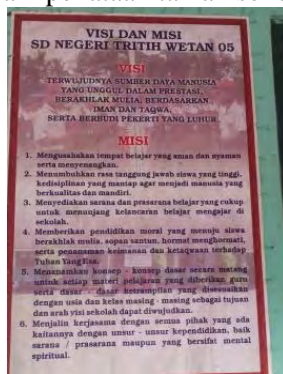 VISI DAN MISI
SD NEGERI TRITIH WETAN 05
VISI
TERWUJUDNYA SUMBER DAYA MANUSIA
YANG UNGGUL DALAM PRESTASI,
BERAKHLAK MULIA, BERDASARKAN
IMAN DAN TAQWA,
SERTA BERBUDI PEKERTI YANG LUHUR
MISI
1. Mengusahakan tempat belajar yang aman dan nyaman
serta menyenangkan.
2. Menumbuhkan rasa tanggung jawab siswa yang tinggi,
kedisiplinan yang mantap agar menjadi manusia yang
berkualitas dan mandiri.
3. Menyediakan sarana dan prasarana belajar yang cukup
untuk menunjang kelancaran belajar mengajar di
sekolah.
4. Memberikan pendidikan moral yang menuju siswa
berakhlak mulia, sopan santun, hormat menghormati,
serta penanaman keimanan dan ketaqwaan terhadap
Tuhan Yang Esa.
5. Menanamkan konsep - konsep dasar secara matang
untuk setiap materi pelajaran yang diberikan guru
serta dasar - dasar ketrampilan yang disesuaikan
dengan usia dan kelas masing - masing sebagai tujuan
dan arah visi sekolah dapat diwujudkan.
6. Menjalin kerjasama dengan semua pihak yang ada
kaitannya dengan unsur - unsur kependidikan, baik
sarana / prasarana maupun yang bersifat mental
spiritual.